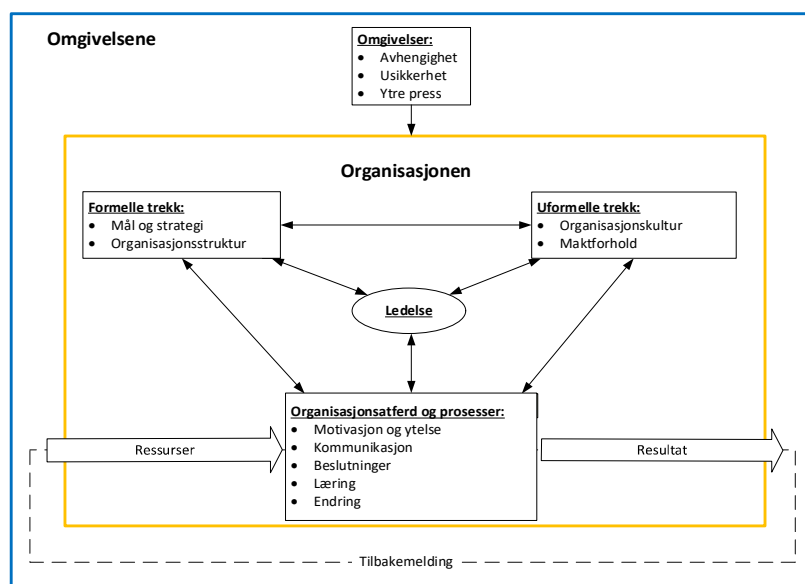 Omgivelsene
Omgivelser:
• Avhengighet
• Usikkerhet
• Ytre press
Organisasjonen
Formelle trekk:
• Mål og strategi
• Organisasjonsstruktur
Uformelle trekk:
• Organisasjonskultur
• Maktforhold
Ledelse
Organisasjonsatferd og prosesser:
• Motivasjon og ytelse
• Kommunikasjon
• Beslutninger
• Læring
• Endring
Ressurser
Resultat
Tilbakemelding